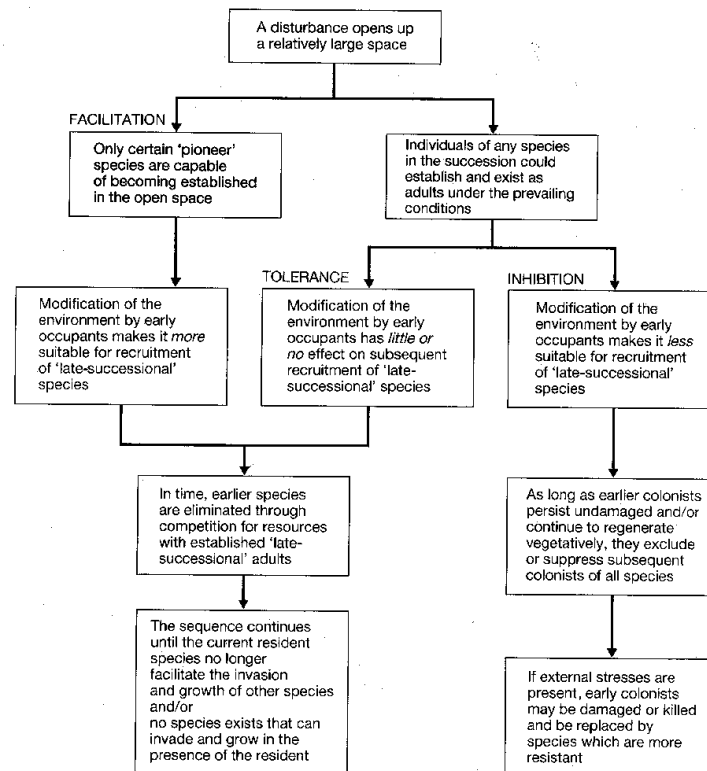 A disturbance opens up
a relatively large space
FACILITATION
Only certain 'pioneer'
species are capable
of becoming established
in the open space
Individuals of any species
in the succession could
establish and exist as
adults under the prevailing
conditions
Modification of the
environment by early
occupants makes it more
suitable for recruitment
of 'late-successional'
species
TOLERANCE
Modification of the
environment by early
occupants has little or
no effect on subsequent
recruitment of 'late-
successional' species
INHIBITION
Modification of the
environment by early
occupants makes it less
suitable for recruitment
of 'late-successional'
species
In time, earlier species
are eliminated through
competition for resources
with established 'late-
successional' adults
As long as earlier colonists
persist undamaged and/or
continue to regenerate
vegetatively, they exclude
or suppress subsequent
colonists of all species
The sequence continues
until the current resident
species no longer
facilitate the invasion
and growth of other species
and/or
no species exists that can
invade and grow in the
presence of the resident
If external stresses are
present, early colonists
may be damaged or killed
and be replaced by
species which are more
resistant